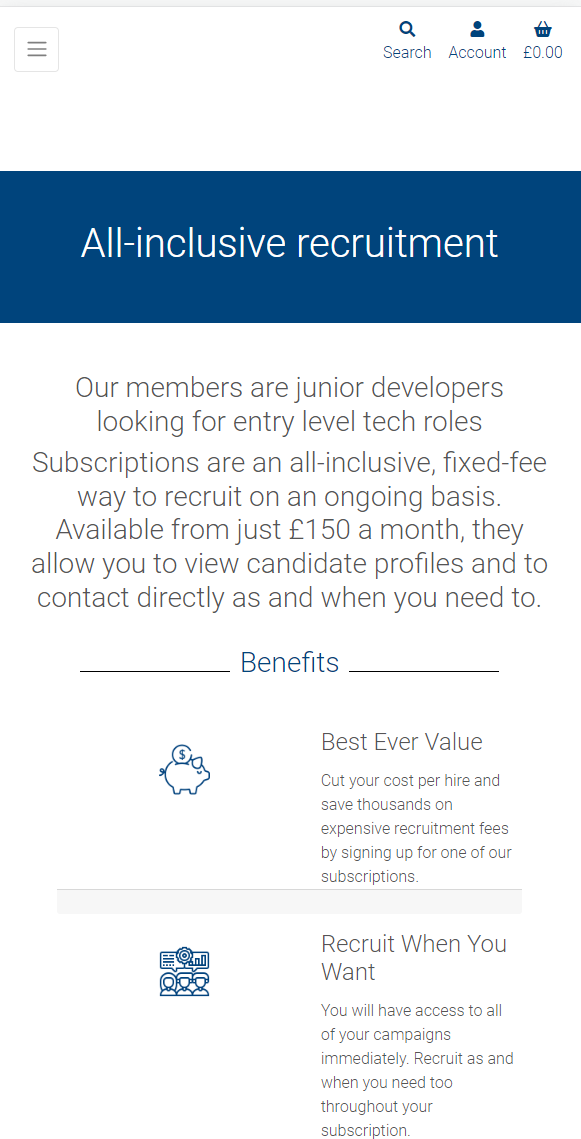 Search Account £0.00
All-inclusive recruitment
Our members are junior developers
looking for entry level tech roles
Subscriptions are an all-inclusive, fixed-fee
way to recruit on an ongoing basis.
Available from just £150 a month, they
allow you to view candidate profiles and to
contact directly as and when you need to.
Benefits
$
Best Ever Value
Cut your cost per hire and
save thousands on
expensive recruitment fees
by signing up for one of our
subscriptions.
Recruit When You
Want
You will have access to all
of your campaigns
immediately. Recruit as and
when you need too
throughout your
subscription.